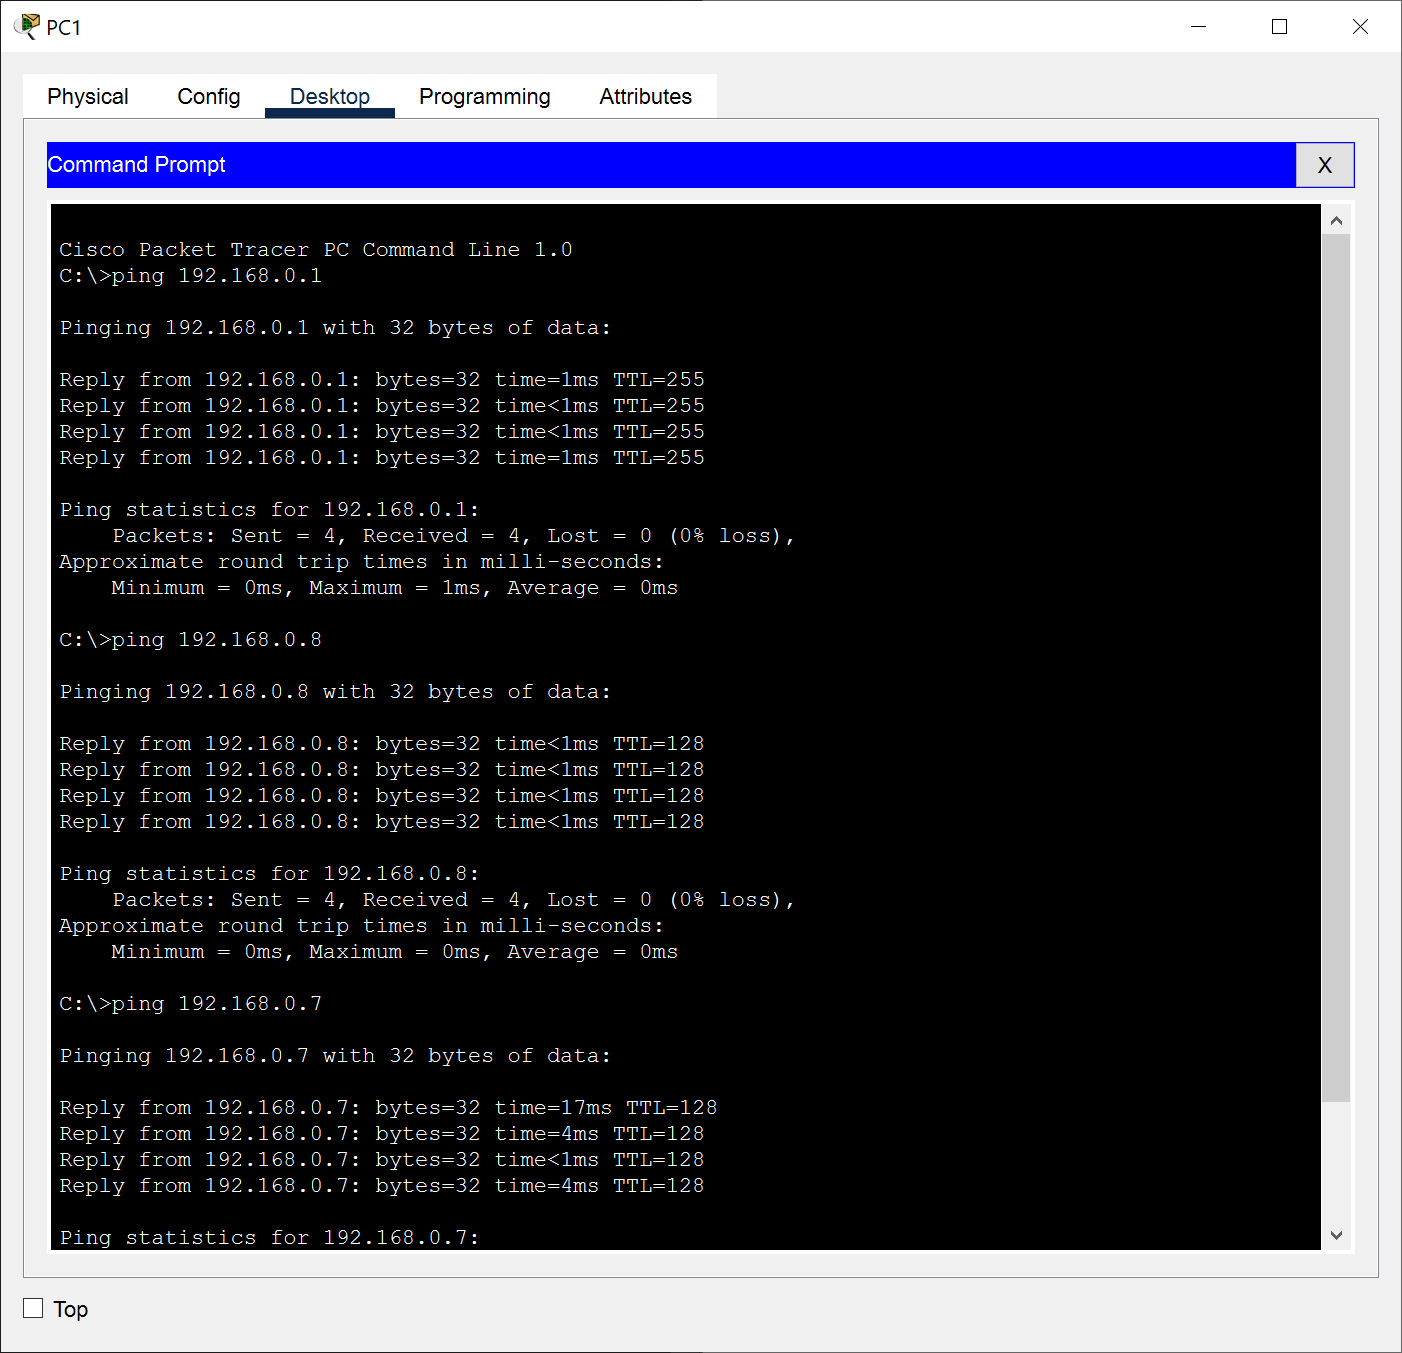 PC1
Physical Config Desktop Programming Attributes
Command Prompt X
Cisco Packet Tracer PC Command Line 1.0
C:\>ping 192.168.0.1
Pinging 192.168.0.1 with 32 bytes of data:
Reply from 192.168.0.1: bytes=32 time=1ms TTL=255
Reply from 192.168.0.1: bytes=32 time<1ms TTL=255
Reply from 192.168.0.1: bytes=32 time<1ms TTL=255
Reply from 192.168.0.1: bytes=32 time=1ms TTL=255
Ping statistics for 192.168.0.1:
Packets: Sent = 4, Received = 4, Lost = 0 (0% loss),
Approximate round trip times in milli-seconds:
Minimum = 0ms, Maximum = 1ms, Average = 0ms
C:\>ping 192.168.0.8
Pinging 192.168.0.8 with 32 bytes of data:
Reply from 192.168.0.8: bytes=32 time<1ms TTL=128
Reply from 192.168.0.8: bytes=32 time<1ms TTL=128
Reply from 192.168.0.8: bytes=32 time<1ms TTL=128
Reply from 192.168.0.8: bytes=32 time<1ms TTL=128
Ping statistics for 192.168.0.8:
Packets: Sent = 4, Received = 4, Lost = 0 (0% loss),
Approximate round trip times in milli-seconds:
Minimum = 0ms, Maximum = 0ms, Average = 0ms
C:\>ping 192.168.0.7
Pinging 192.168.0.7 with 32 bytes of data:
Reply from 192.168.0.7: bytes=32 time=17ms TTL=128
Reply from 192.168.0.7: bytes=32 time=4ms TTL=128
Reply from 192.168.0.7: bytes=32 time<1ms TTL=128
Reply from 192.168.0.7: bytes=32 time=4ms TTL=128
Ping statistics for 192.168.0.7:
Top